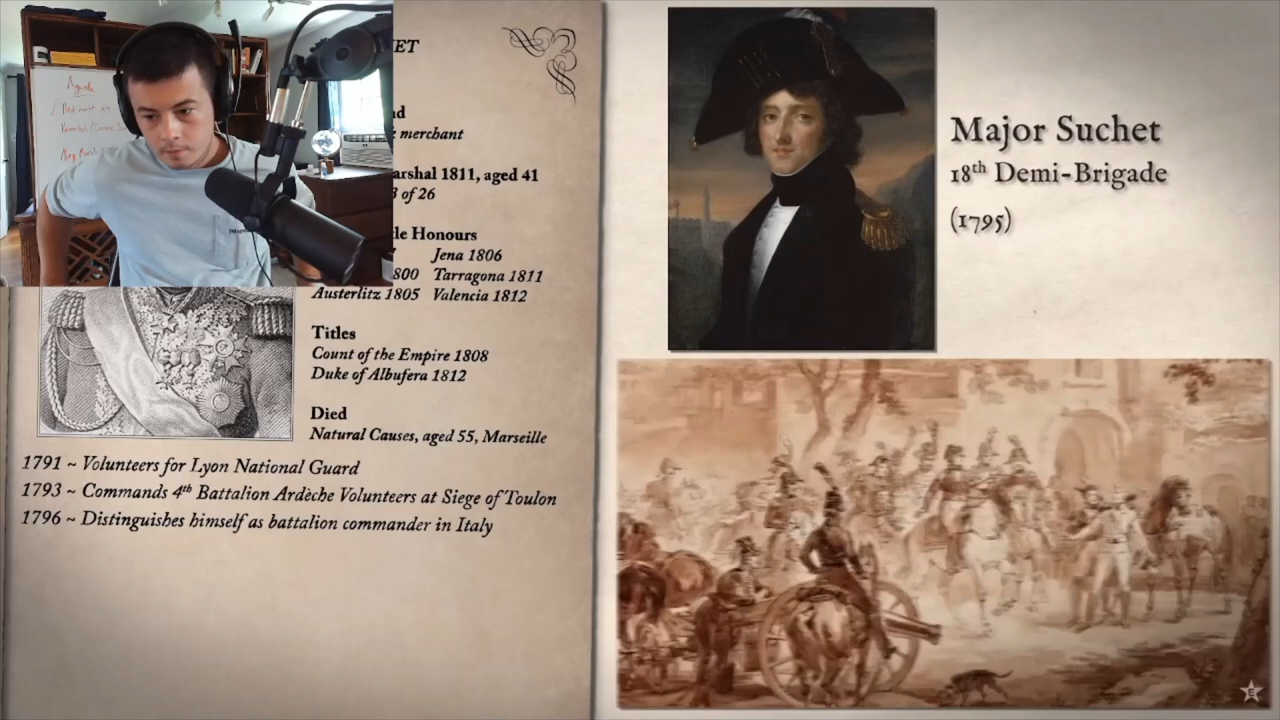 Agenda
ET
nd
merchant
arshal 1811, aged 41
3 of 26
le Honours
Jena 1806
800 Tarragona 1811
Austerlitz 1805 Valencia 1812
Titles
Count of the Empire 1808
Duke of Albufera 1812
Died
Natural Causes, aged 55, Marseille
1791 ~ Volunteers for Lyon National Guard
1793 ~ Commands 4th Battalion Ardèche Volunteers at Siege of Toulon
1796 ~ Distinguishes himself as battalion commander in Italy
Major Suchet
18th Demi-Brigade
(1795)
E